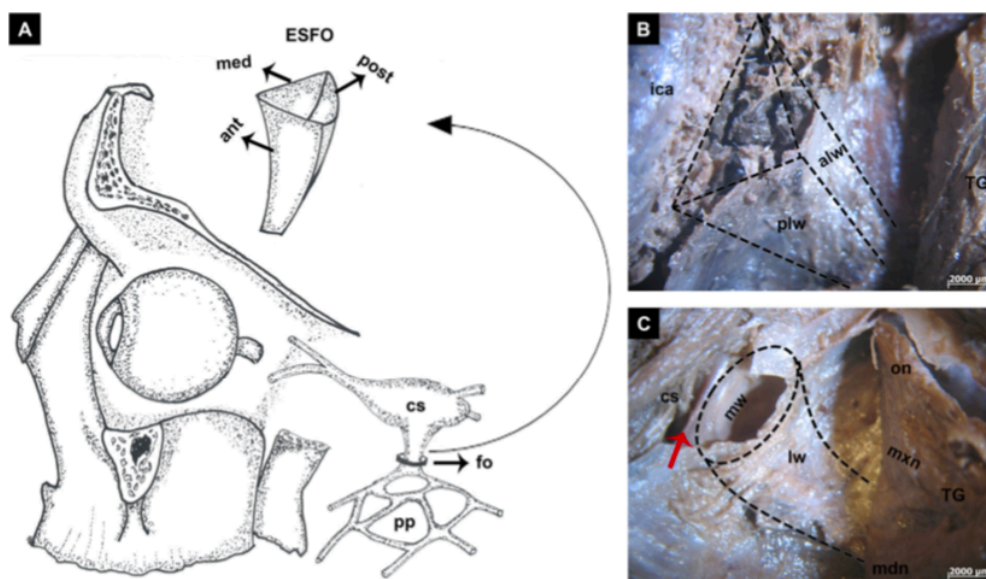 A
ESFO
med
post
ant
cs
fo
pp
B
ica
alw
plw
TG
2000 µm
C
on
cs
mw
lw
mxn
TG
mdn
2000 µm